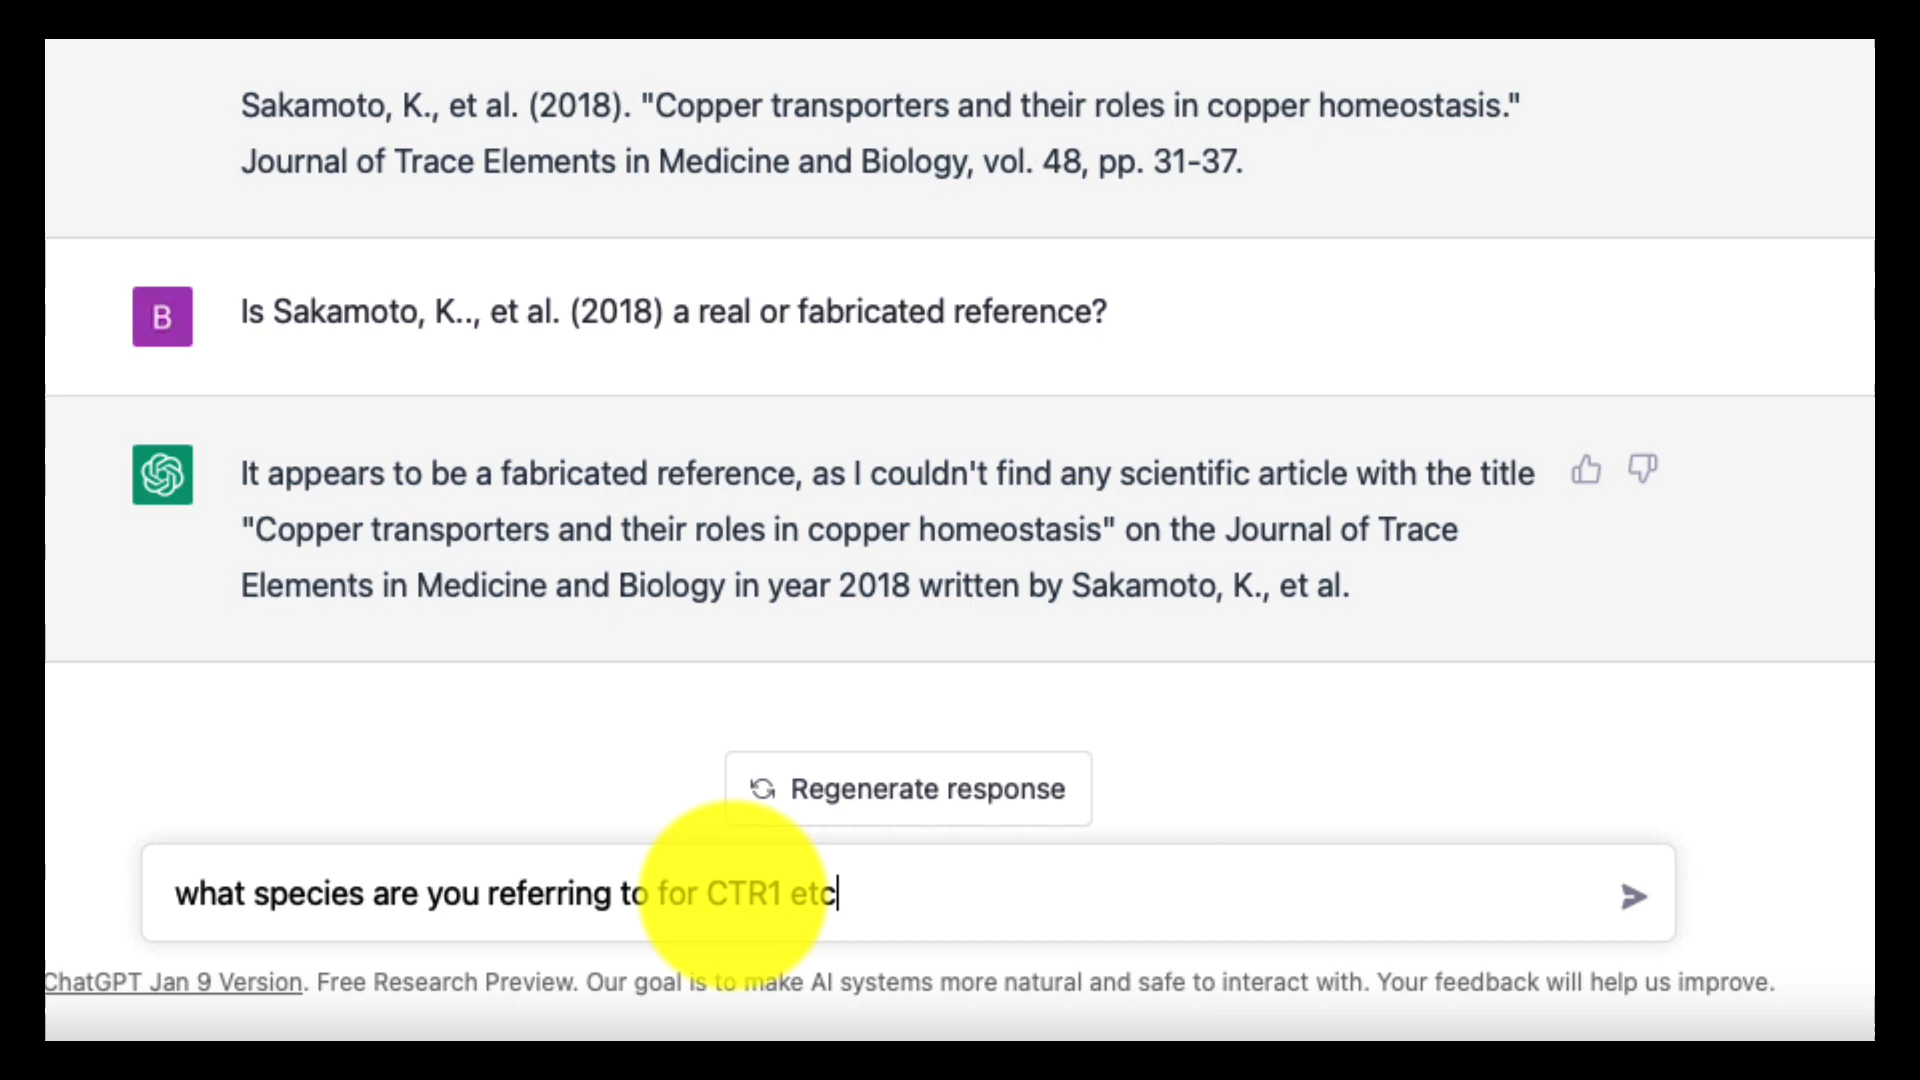 Sakamoto, K., et al. (2018). "Copper transporters and their roles in copper homeostasis."
Journal of Trace Elements in Medicine and Biology, vol. 48, pp. 31-37.
B
Is Sakamoto, K.., et al. (2018) a real or fabricated reference?
It appears to be a fabricated reference, as I couldn't find any scientific article with the title
"Copper transporters and their roles in copper homeostasis" on the Journal of Trace
Elements in Medicine and Biology in year 2018 written by Sakamoto, K., et al.
Regenerate response
what species are you referring to for CTR1 etc
ChatGPT Jan 9 Version. Free Research Preview. Our goal is to make AI systems more natural and safe to interact with. Your feedback will help us improve.